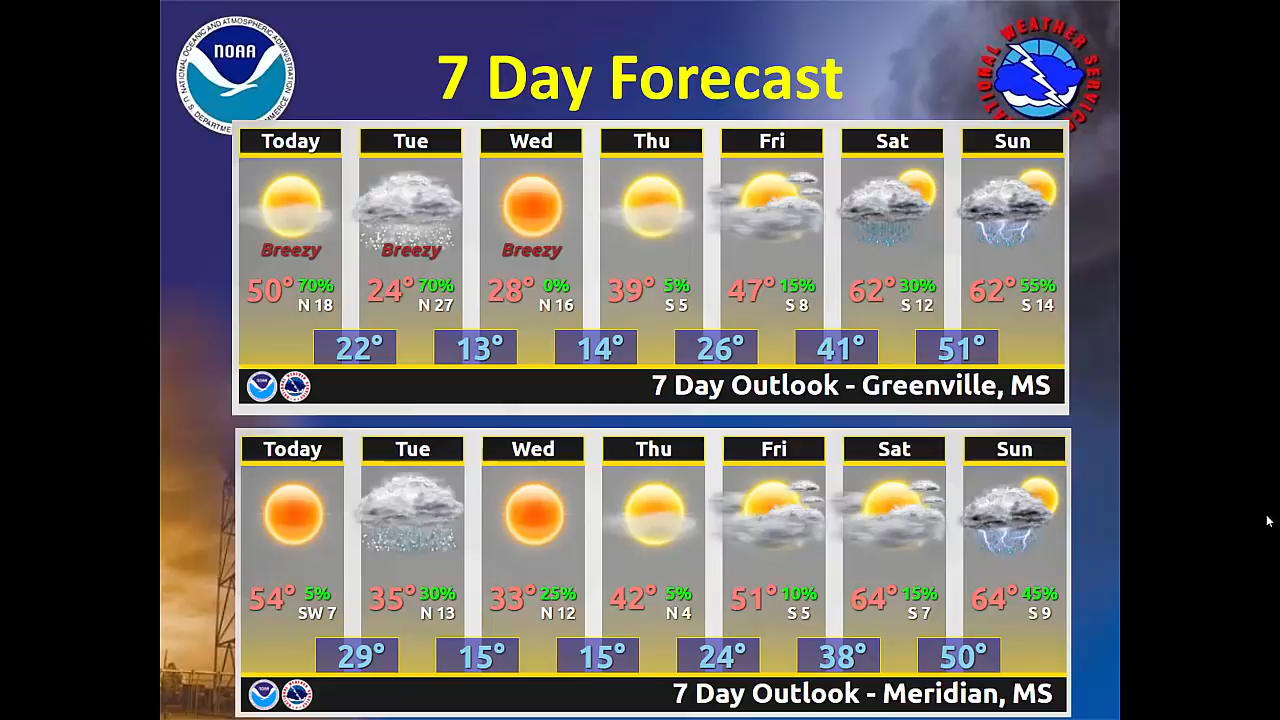 7 Day Forecast
NOAA
NATIONAL WEATHER SERVICE
Today Tue Wed Thu Fri Sat Sun
Breezy Breezy Breezy
50° 70% 24° 70% 28° 0% 39° 5% 47° 15% 62° 30% 62° 55%
N 18 N 27 N 16 S 5 S 8 S 12 S 14
22° 13° 14° 26° 41° 51°
7 Day Outlook - Greenville, MS
Today Tue Wed Thu Fri Sat Sun
54° 5% 35° 30% 33° 25% 42° 5% 51° 10% 64° 15% 64° 45%
SW 7 N 13 N 12 N 4 S 5 S 7 S 9
29° 15° 15° 24° 38° 50°
7 Day Outlook - Meridian, MS